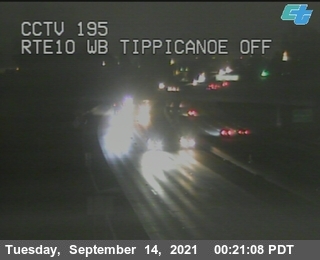 CCTV 195
RTE10 WB TIPPICANOE OFF
Tuesday, September 14, 2021 00:21:08 PDT